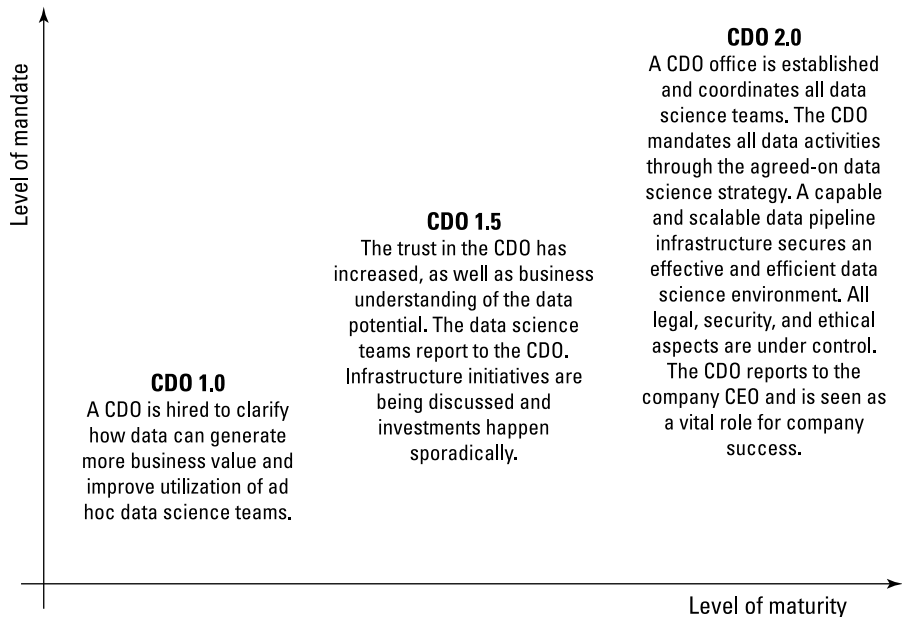 Level of mandate
CDO 2.0
A CDO office is established
and coordinates all data
science teams. The CDO
mandates all data activities
through the agreed-on data
science strategy. A capable
and scalable data pipeline
infrastructure secures an
effective and efficient data
science environment. All
legal, security, and ethical
aspects are under control.
The CDO reports to the
company CEO and is seen as
a vital role for company
success.
CDO 1.5
The trust in the CDO has
increased, as well as business
understanding of the data
potential. The data science
teams report to the CDO.
Infrastructure initiatives are
being discussed and
investments happen
sporadically.
CDO 1.0
A CDO is hired to clarify
how data can generate
more business value and
improve utilization of ad
hoc data science teams.
Level of maturity